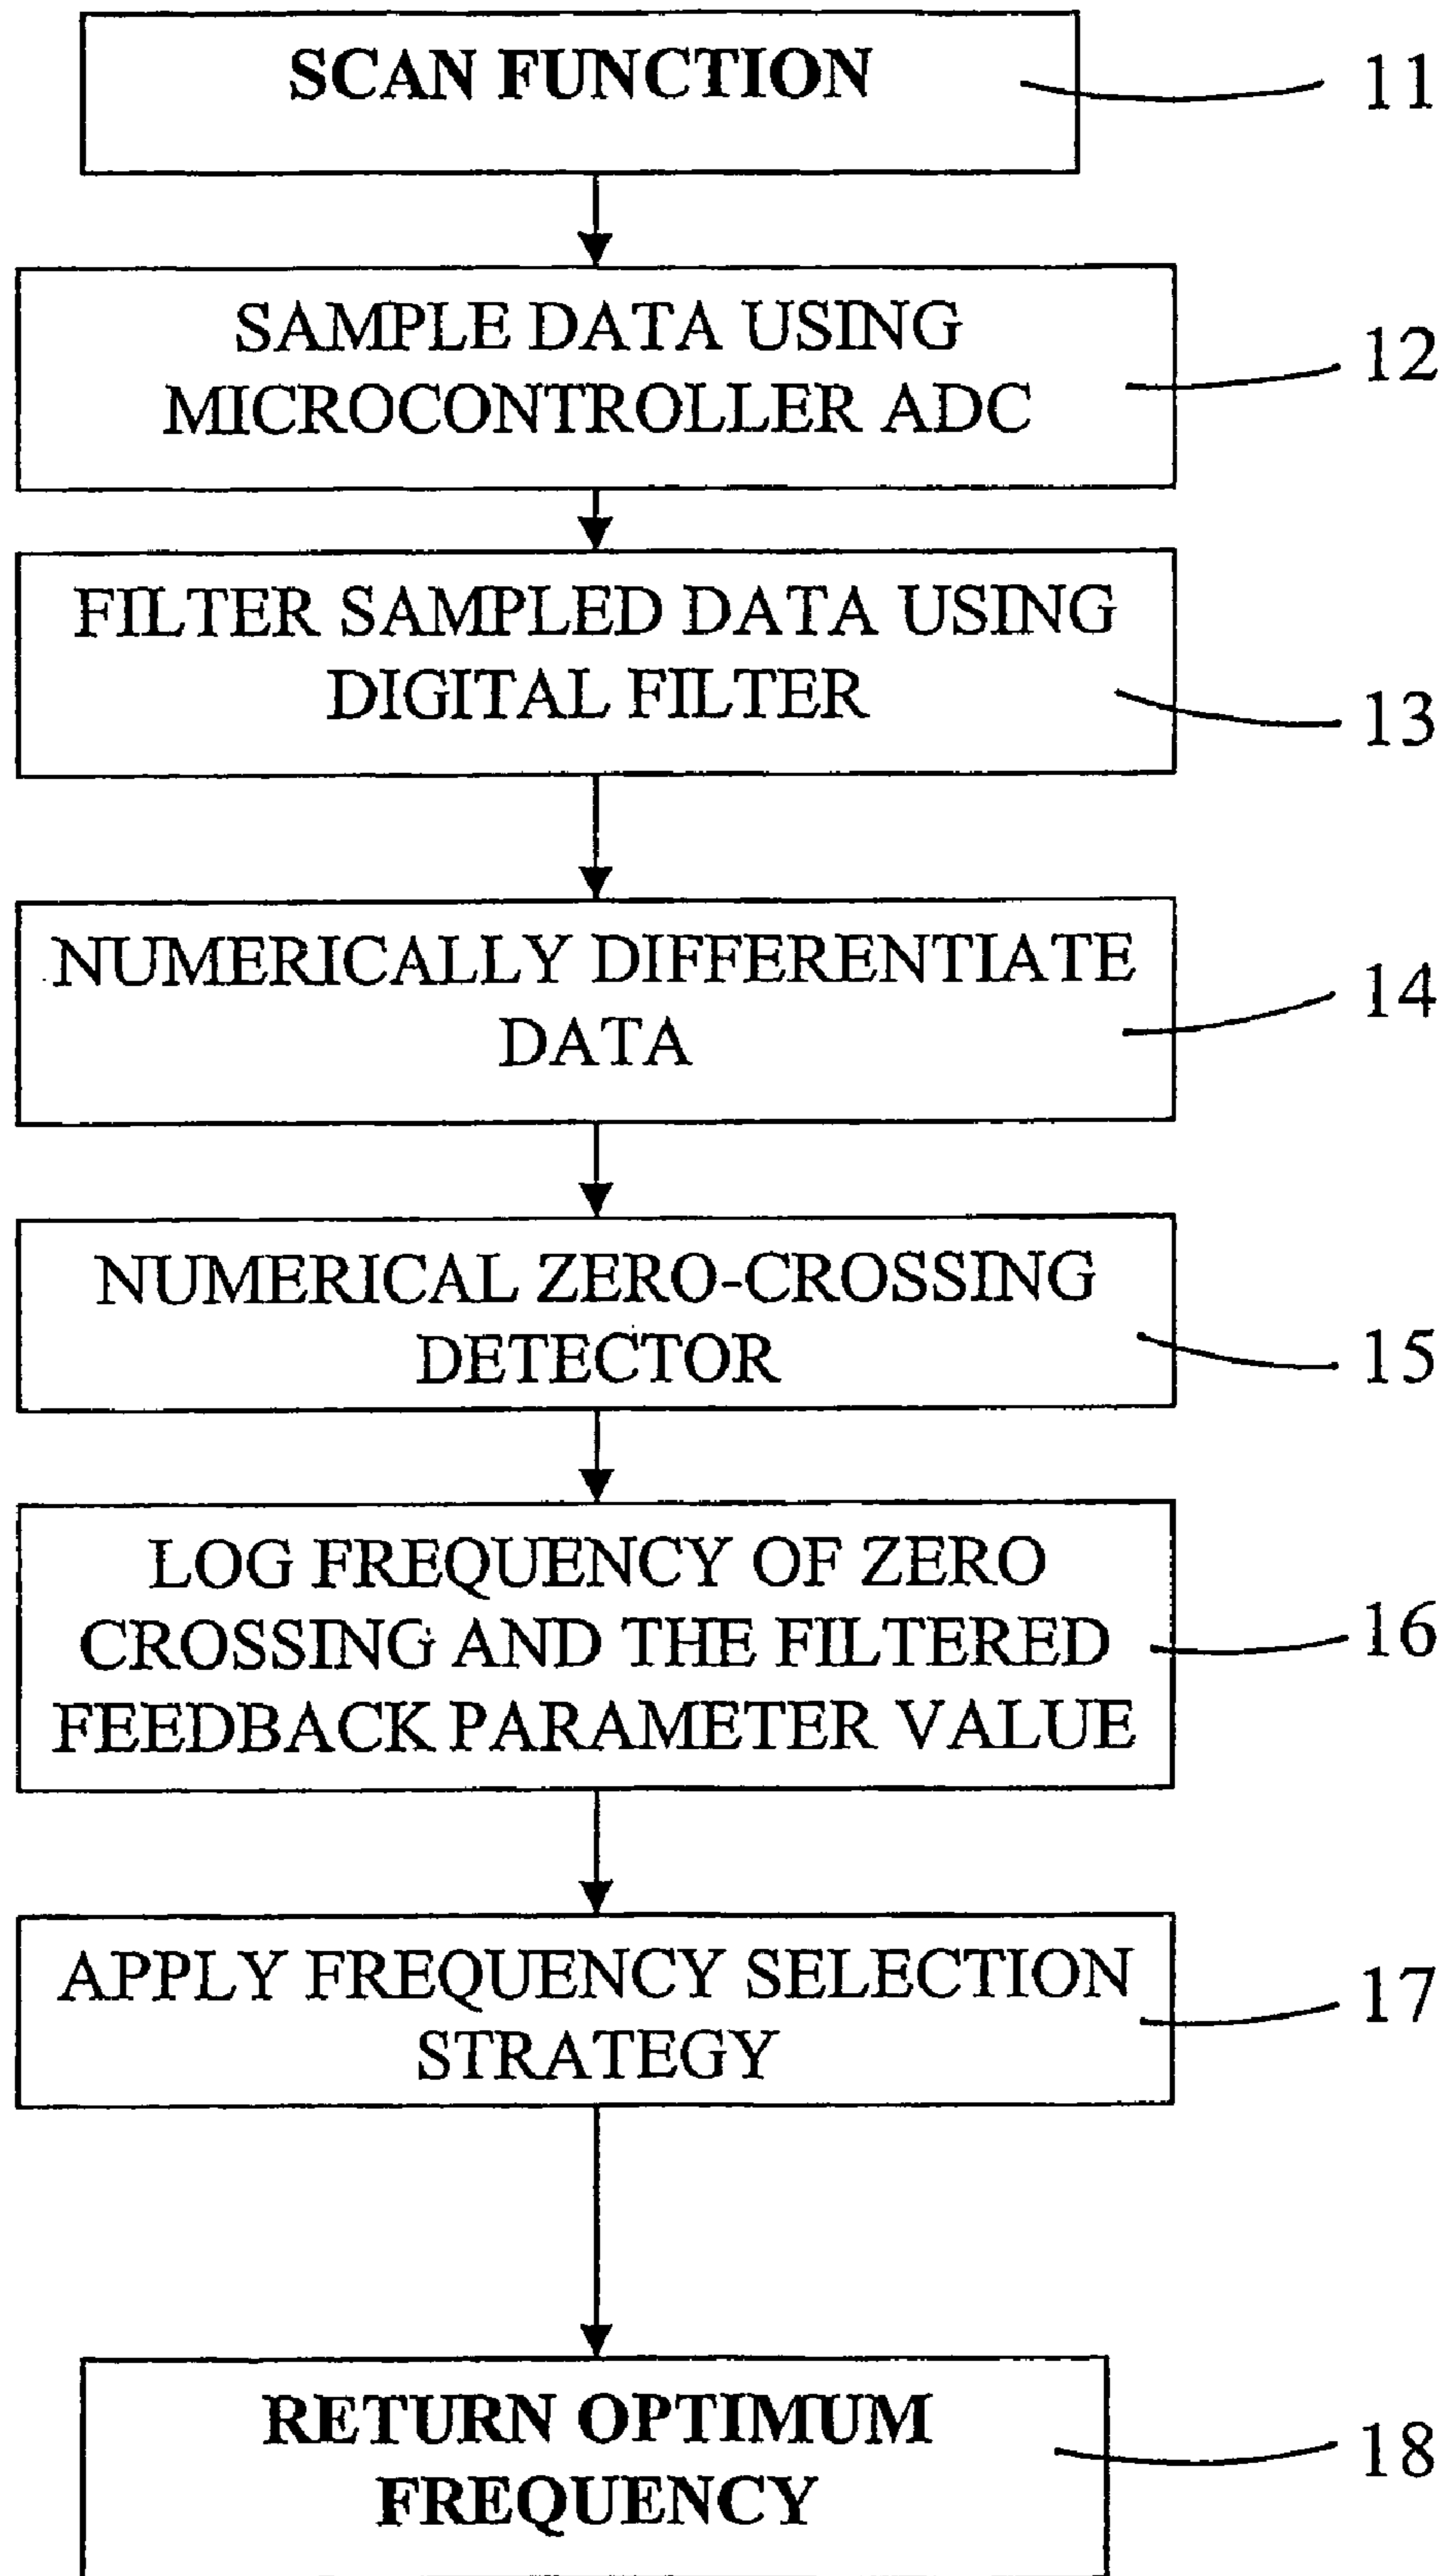 SCAN FUNCTION
11
SAMPLE DATA USING
MICROCONTROLLER ADC
12
FILTER SAMPLED DATA USING
DIGITAL FILTER
13
NUMERICALLY DIFFERENTIATE
DATA
14
NUMERICAL ZERO-CROSSING
DETECTOR
15
LOG FREQUENCY OF ZERO
CROSSING AND THE FILTERED
FEEDBACK PARAMETER VALUE
16
APPLY FREQUENCY SELECTION
STRATEGY
17
RETURN OPTIMUM
FREQUENCY
18